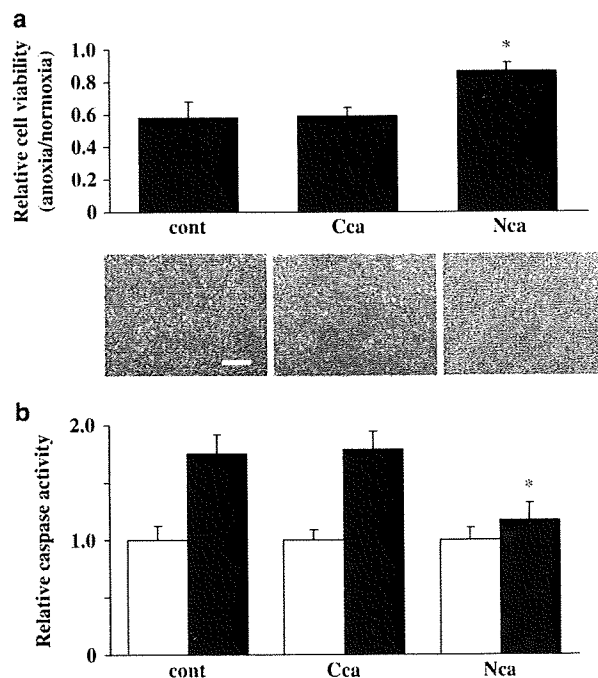 a
Relative cell viability
(anoxia/normoxia)
1.0
0.8
0.6
0.4
0.2
0
*
cont
Cca
Nca
b
Relative caspase activity
2.0
1.0
0
*
cont
Cca
Nca